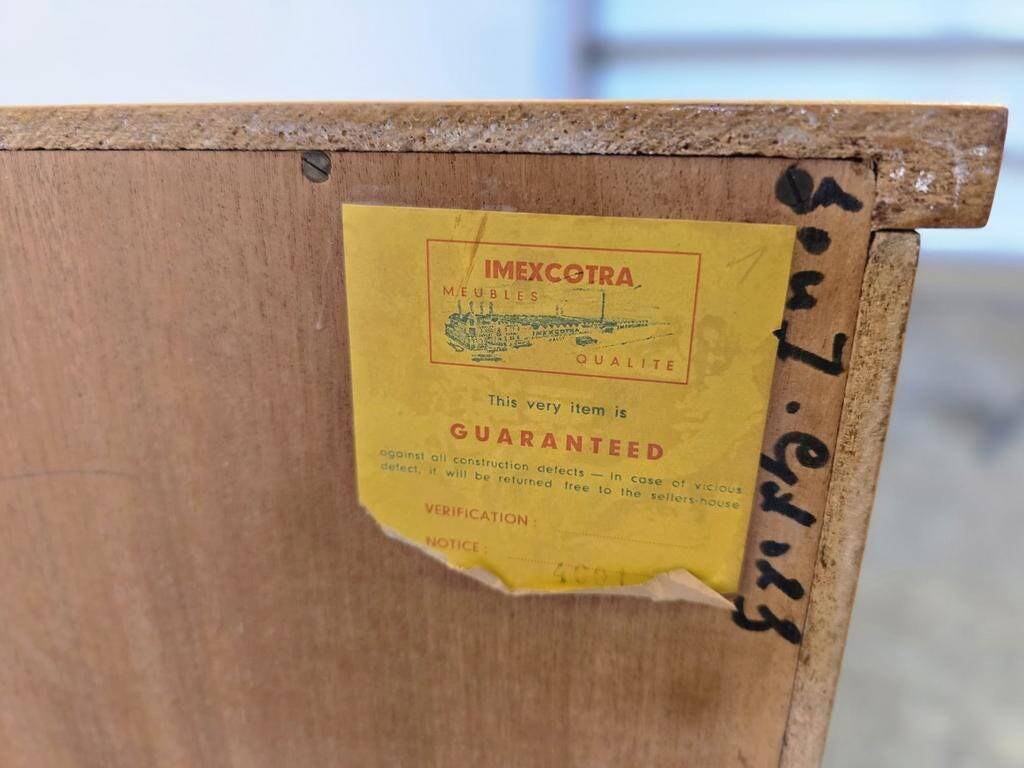 IMEXCOTRA
MEUBLES
IMEXCOTRA
QUALITE
This very item is
GUARANTEED
against all construction defects — In case of vicious
defect, it will be returned free to the sellers-house
VERIFICATION :
NOTICE :